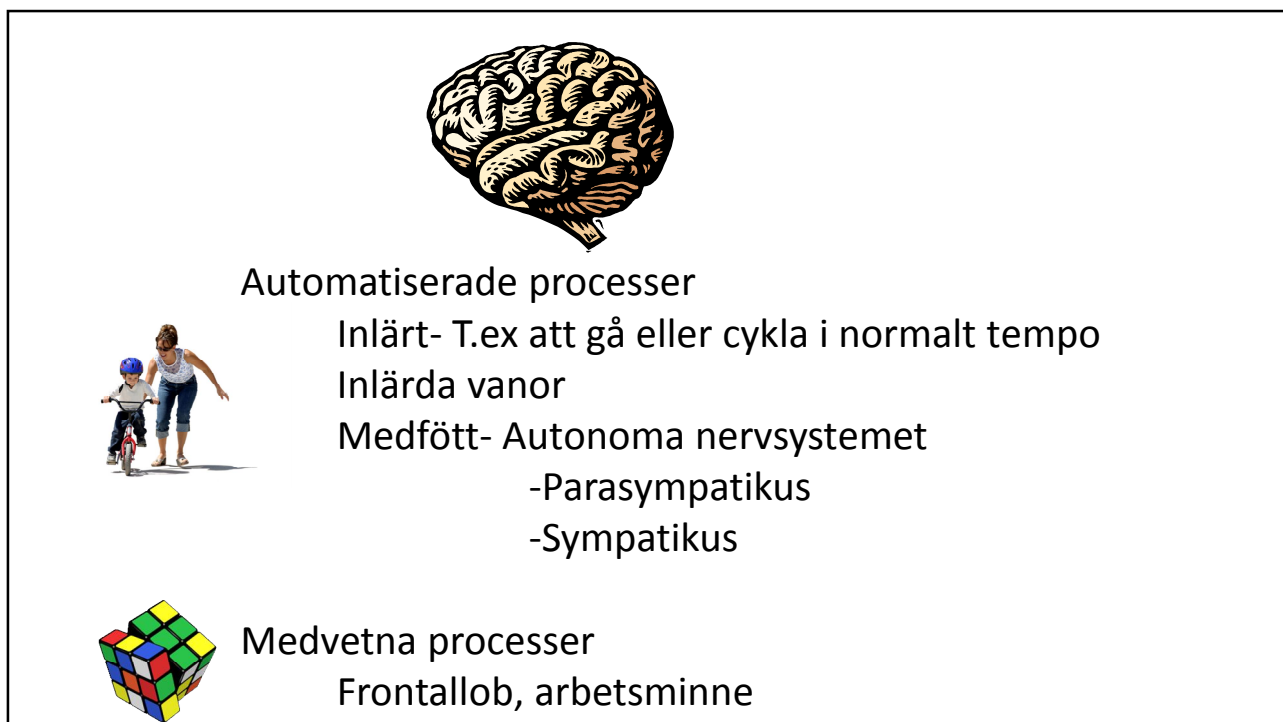 Automatiserade processer
Inlärt- T.ex att gå eller cykla i normalt tempo
Inlärda vanor
Medfött- Autonoma nervsystemet
-Parasympatikus
-Sympatikus
Medvetna processer
Frontallob, arbetsminne